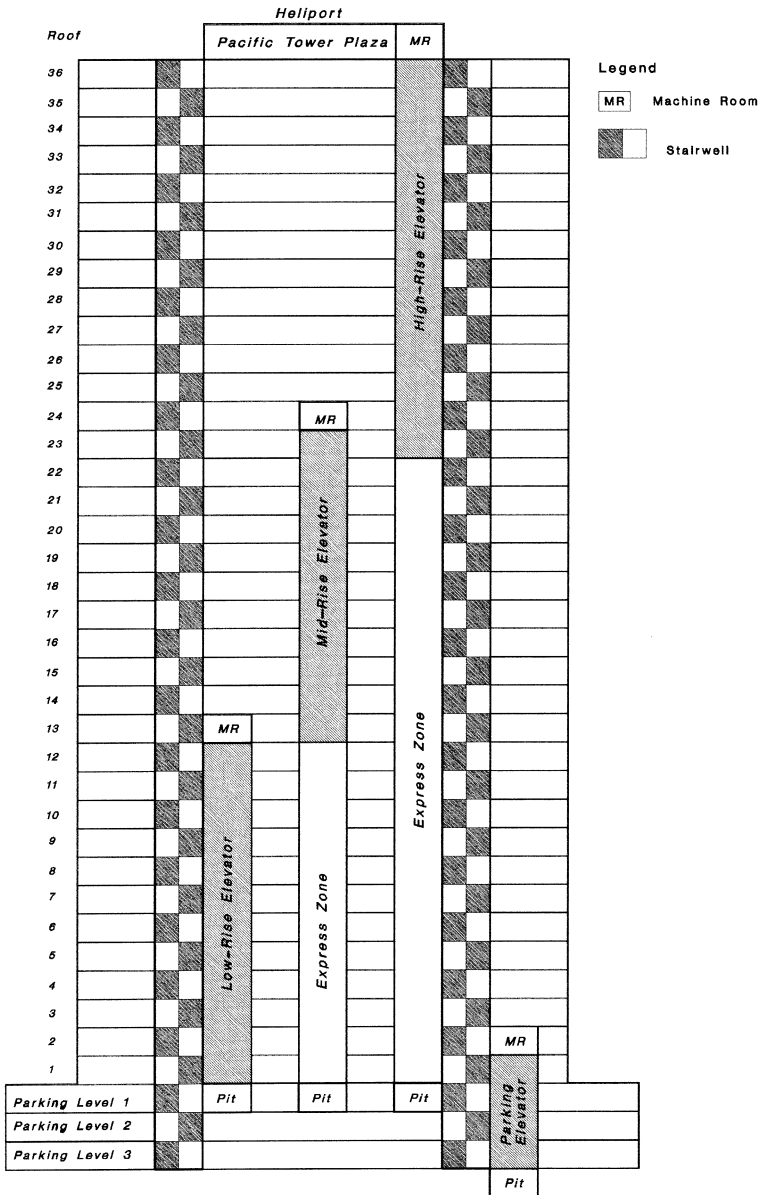 Heliport
Roof
Pacific Tower Plaza
MR
Legend
MR Machine Room
Stairwell
36
35
34
33
32
31
30
29
28
27
26
25
24
23
22
21
20
19
18
17
16
15
14
13
12
11
10
9
8
7
6
5
4
3
2
1
High-Rise Elevator
MR
Mid-Rise Elevator
MR
Express Zone
Low-Rise Elevator
Express Zone
MR
Parking Level 1
Pit
Pit
Pit
Parking Level 2
Parking Level 3
Parking
Elevator
Pit